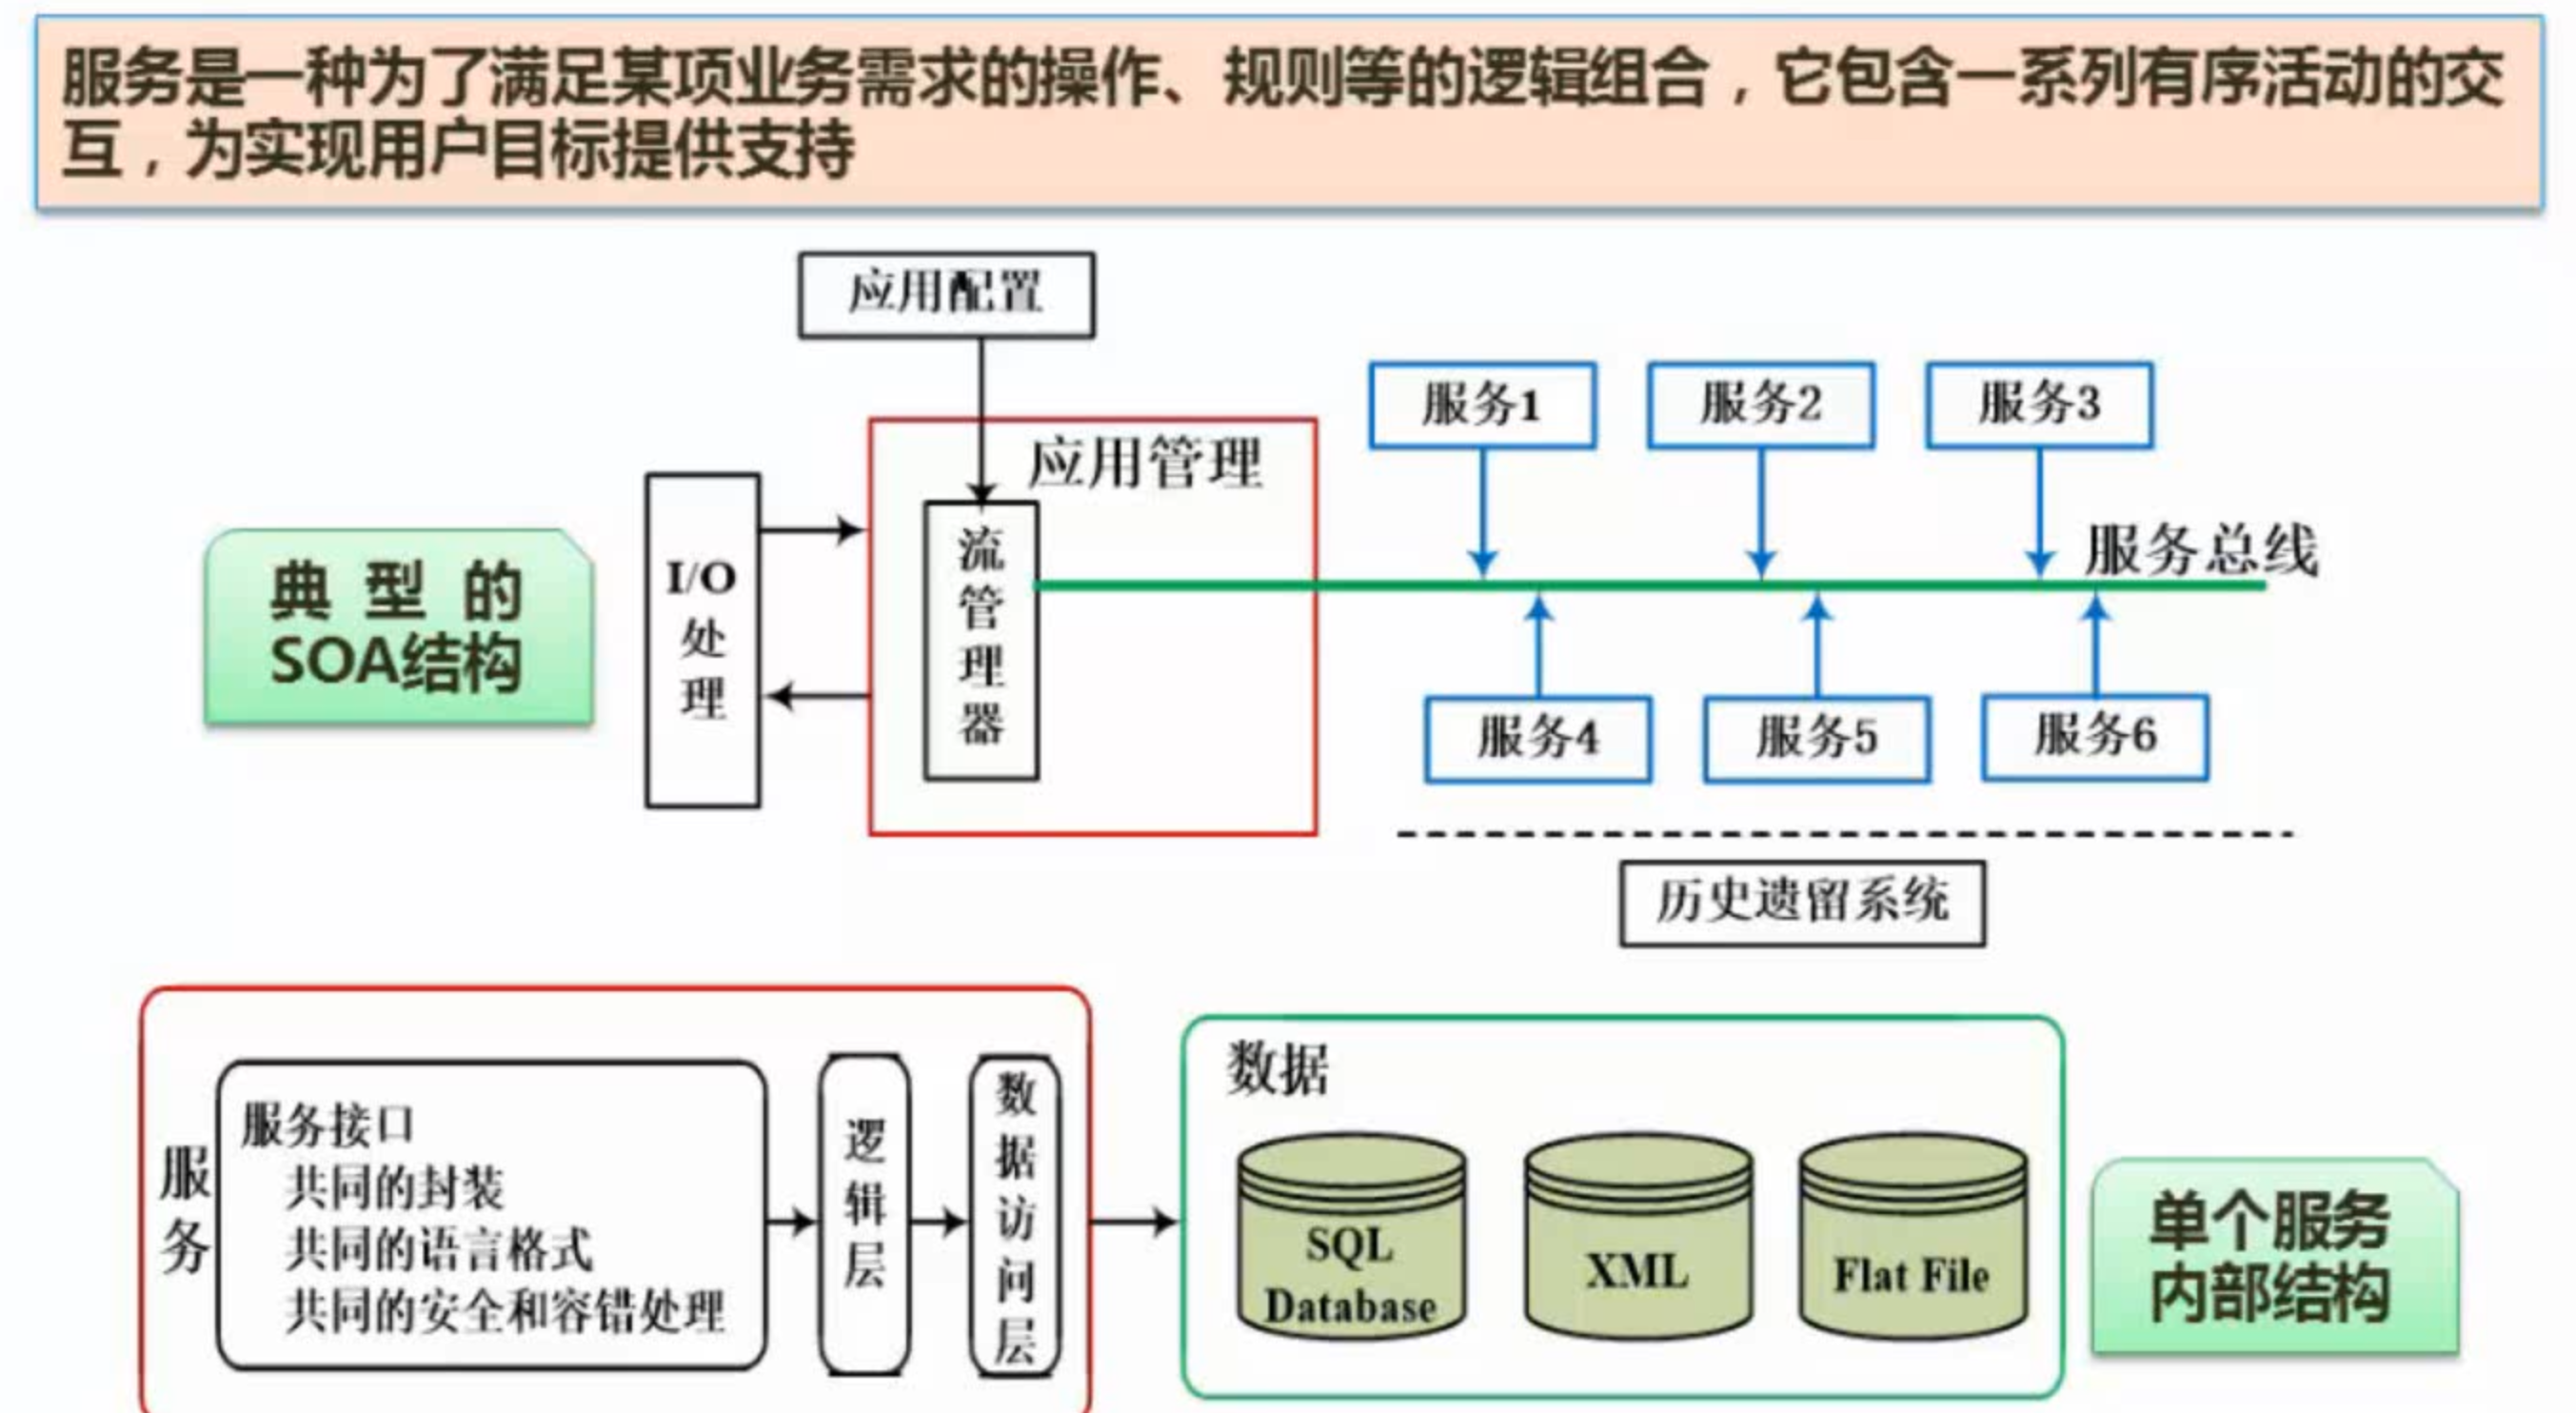 服务是一种为了满足某项业务需求的操作、规则等的逻辑组合，它包含一系列有序活动的交
互，为实现用户目标提供支持
应用配置
服务1
服务2
服务3
应用管理
流管理器
I/O处理
服务总线
典型的
SOA结构
服务4
服务5
服务6
历史遗留系统
服务
服务接口
共同的封装
共同的语言格式
共同的安全和容错处理
逻辑层
数据访问层
数据
SQL
Database
XML
Flat File
单个服务
内部结构